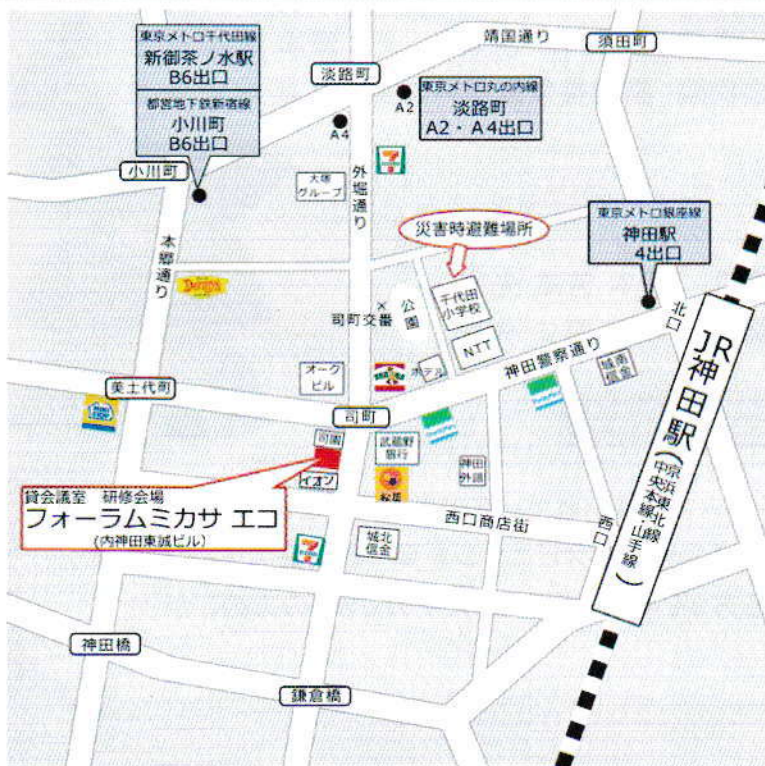 靖国通り
須田町
東京メトロ千代田線
新御茶ノ水駅
B6出口
都営地下鉄新宿線
小川町
B6出口
淡路町
A2
A4
東京メトロ丸の内線
淡路町
A2・A4出口
小川町
大塚
グループ
外堀通り
本郷通り
災害時避難場所
東京メトロ銀座線
神田駅
4出口
千代田
小学校
公園
×
司町交番
NTT
ホテル
神田警察通り
城南
信金
北口
JR神田駅
(京浜東北線・山手線
中央本線)
オーク
ビル
美土代町
司町
司園
武蔵野
銀行
イオン
神田
外語
貸会議室 研修会場
フォーラムミカサ エコ
(内神田東誠ビル)
西口商店街
西口
城北
信金
神田橋
鎌倉橋